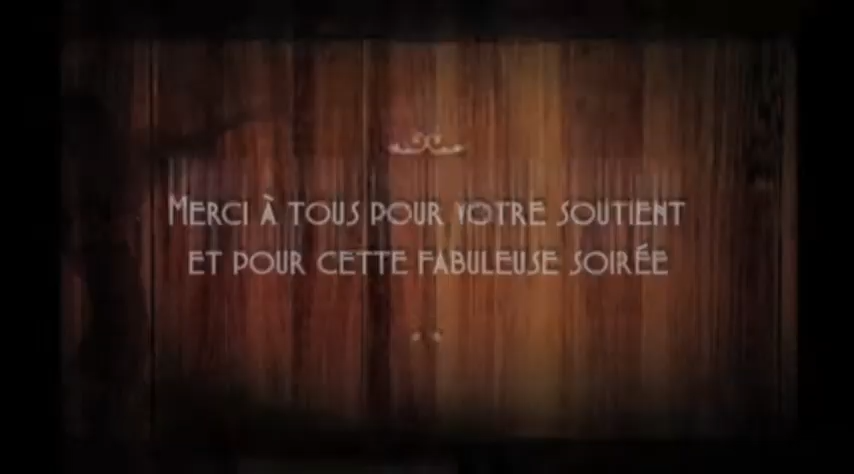 Merci à tous pour votre soutient
et pour cette fabuleuse soirée